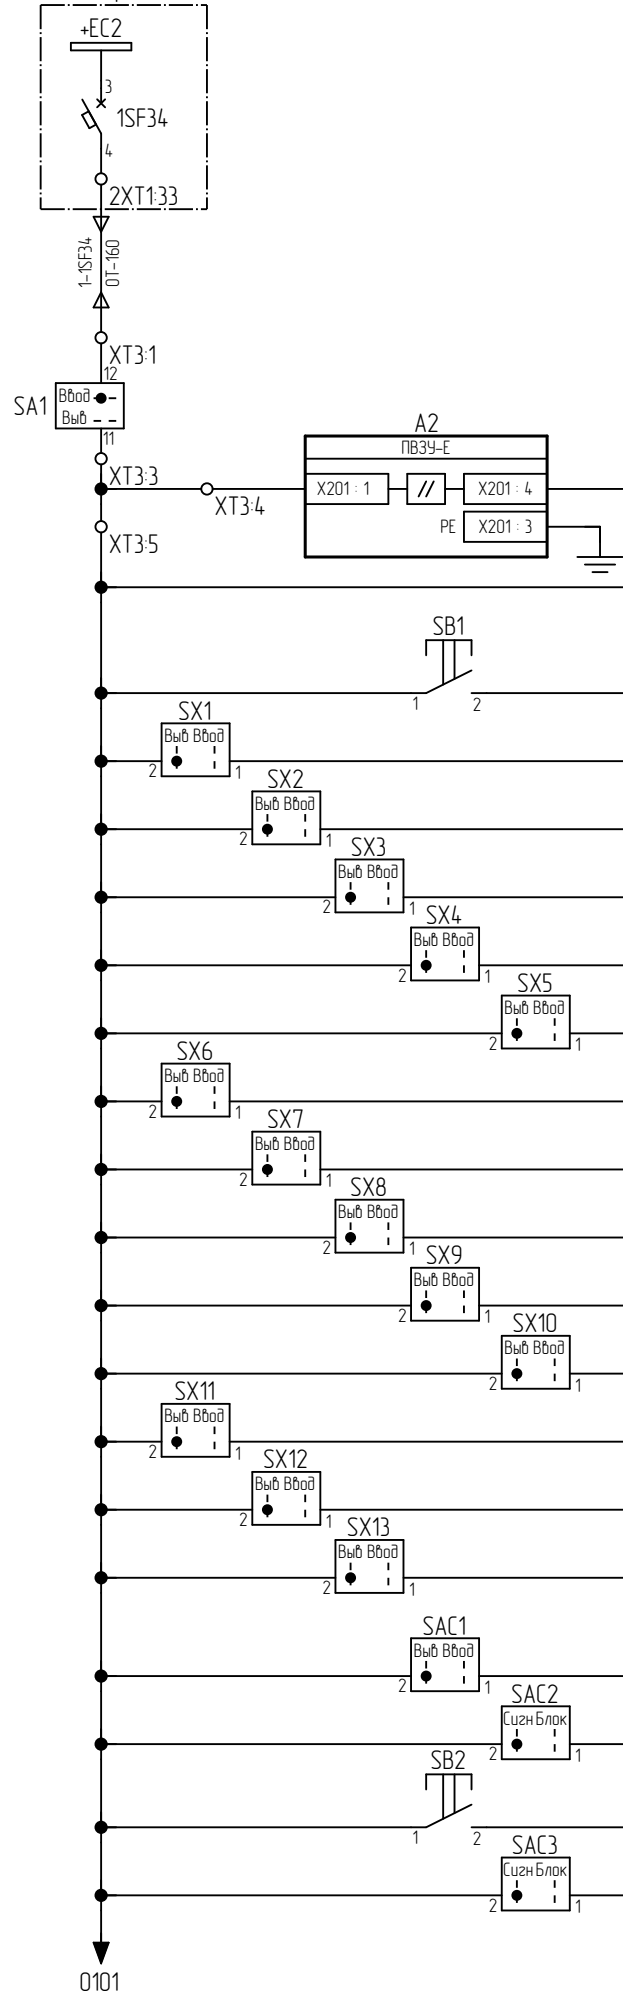 +EC2
3
1SF34
4
2XT1:33
1-1SF34
0T-160
XT3:1
12
SA1
Ввод
Выв
11
XT3:3
XT3:4
XT3:5
A2
ПВЗУ-Е
X201 : 1
//
X201 : 4
PE
X201 : 3
SB1
1
2
SX1
Выв Ввод
2
1
SX2
Выв Ввод
2
1
SX3
Выв Ввод
2
1
SX4
Выв Ввод
2
1
SX5
Выв Ввод
2
1
SX6
Выв Ввод
2
1
SX7
Выв Ввод
2
1
SX8
Выв Ввод
2
1
SX9
Выв Ввод
2
1
SX10
Выв Ввод
2
1
SX11
Выв Ввод
2
1
SX12
Выв Ввод
2
1
SX13
Выв Ввод
2
1
SAC1
Выв Ввод
2
1
SAC2
Сигн Блок
2
1
SB2
1
2
SAC3
Сигн Блок
2
1
0101